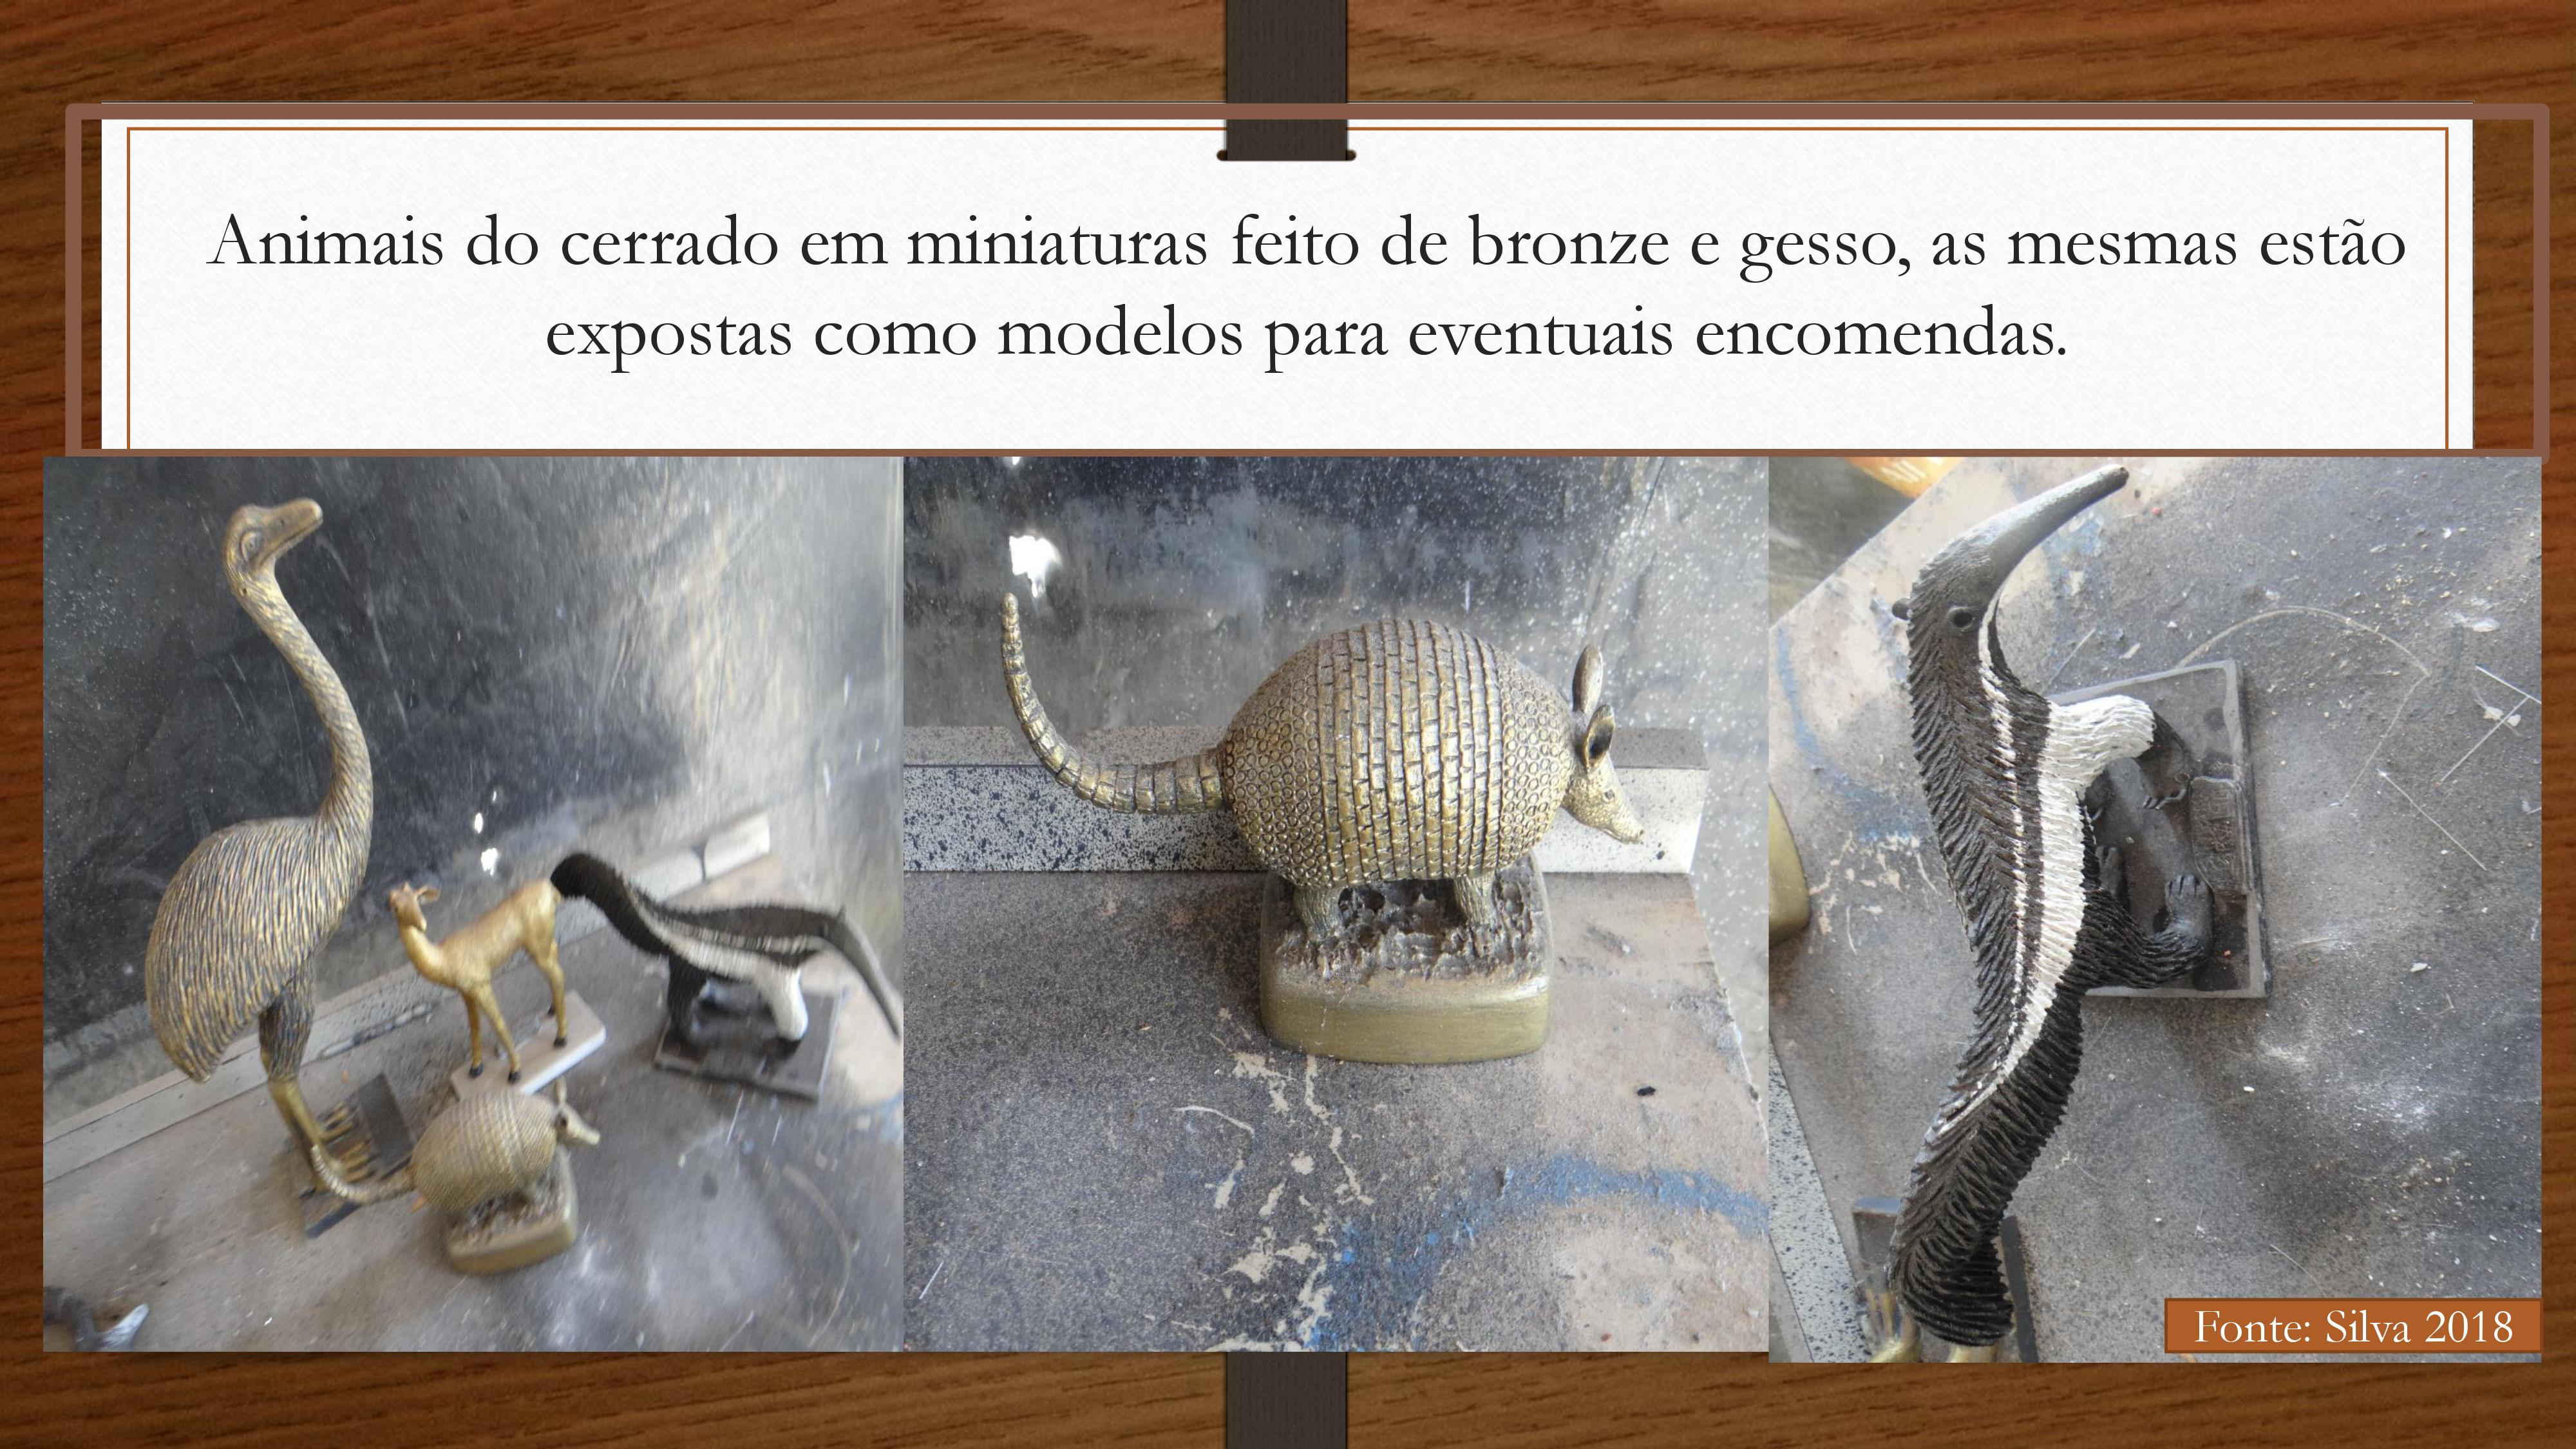 Animais do cerrado em miniaturas feito de bronze e gesso, as mesmas estão
expostas como modelos para eventuais encomendas.
Fonte: Silva 2018